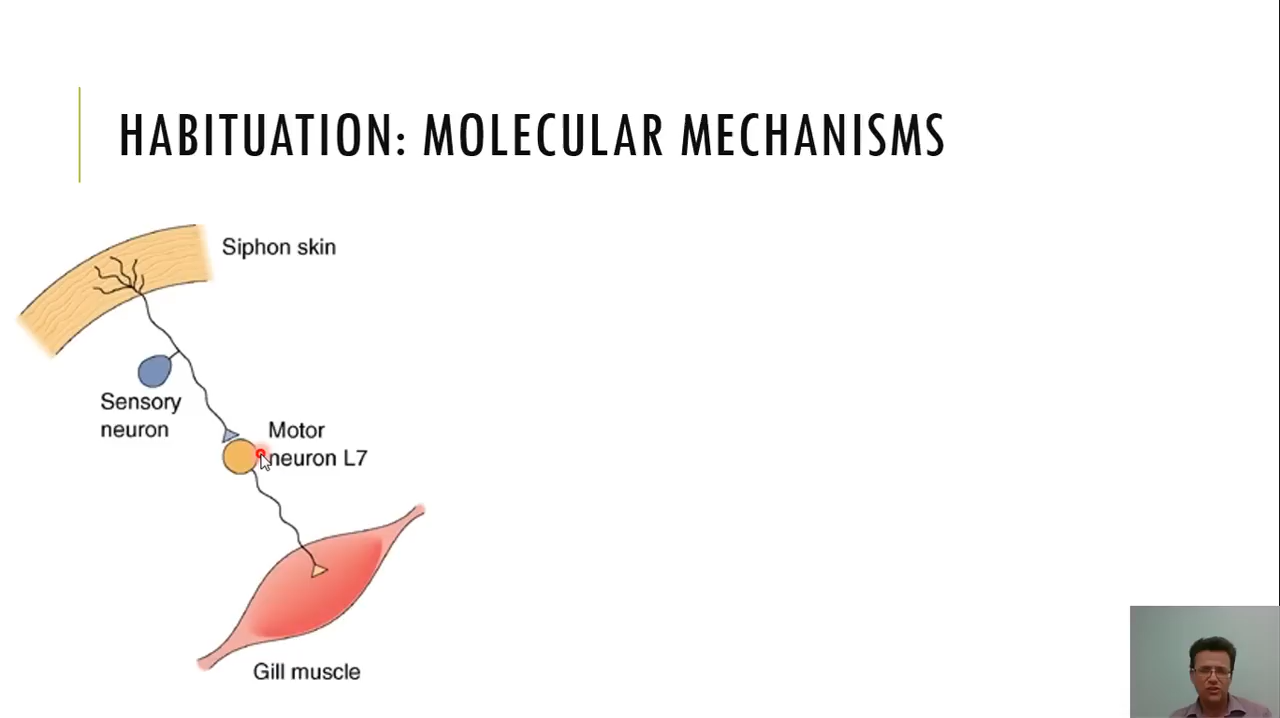 HABITUATION: MOLECULAR MECHANISMS
Siphon skin
Sensory
neuron
Motor
neuron L7
Gill muscle